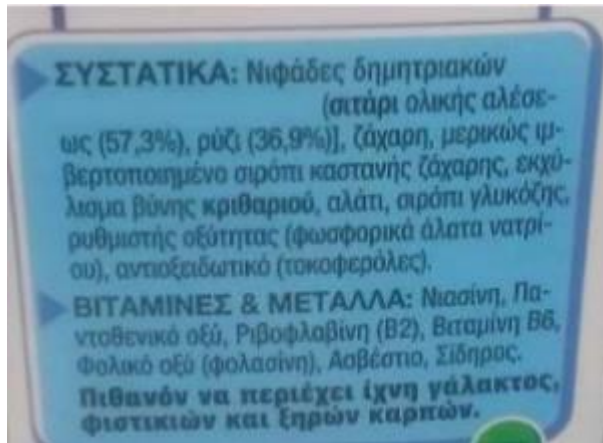 ΣΥΣΤΑΤΙΚΑ: Νιφάδες δημητριακών
(σιτάρι ολικής αλέσε-
ως (57,3%), ρύζι (36,9%)], ζάχαρη, μερικώς ιμ-
βερτοποιημένο σιρόπι καστανής ζάχαρης, εκχύ-
λισμα βύνης κριθαριού, αλάτι, σιρόπι γλυκόζης,
ρυθμιστής οξύτητας (φωσφορικά άλατα νατρί-
ου), αντιοξειδωτικό (τοκοφερόλες).
ΒΙΤΑΜΙΝΕΣ & ΜΕΤΑΛΛΑ: Νιασίνη, Πα-
ντοθενικό οξύ, Ριβοφλαβίνη (Β2), Βιταμίνη Β6,
Φολικό οξύ (φολασίνη), Ασβέστιο, Σίδηρος.
Πιθανόν να περιέχει ίχνη γάλακτος,
φιστικιών και ξηρών καρπών.